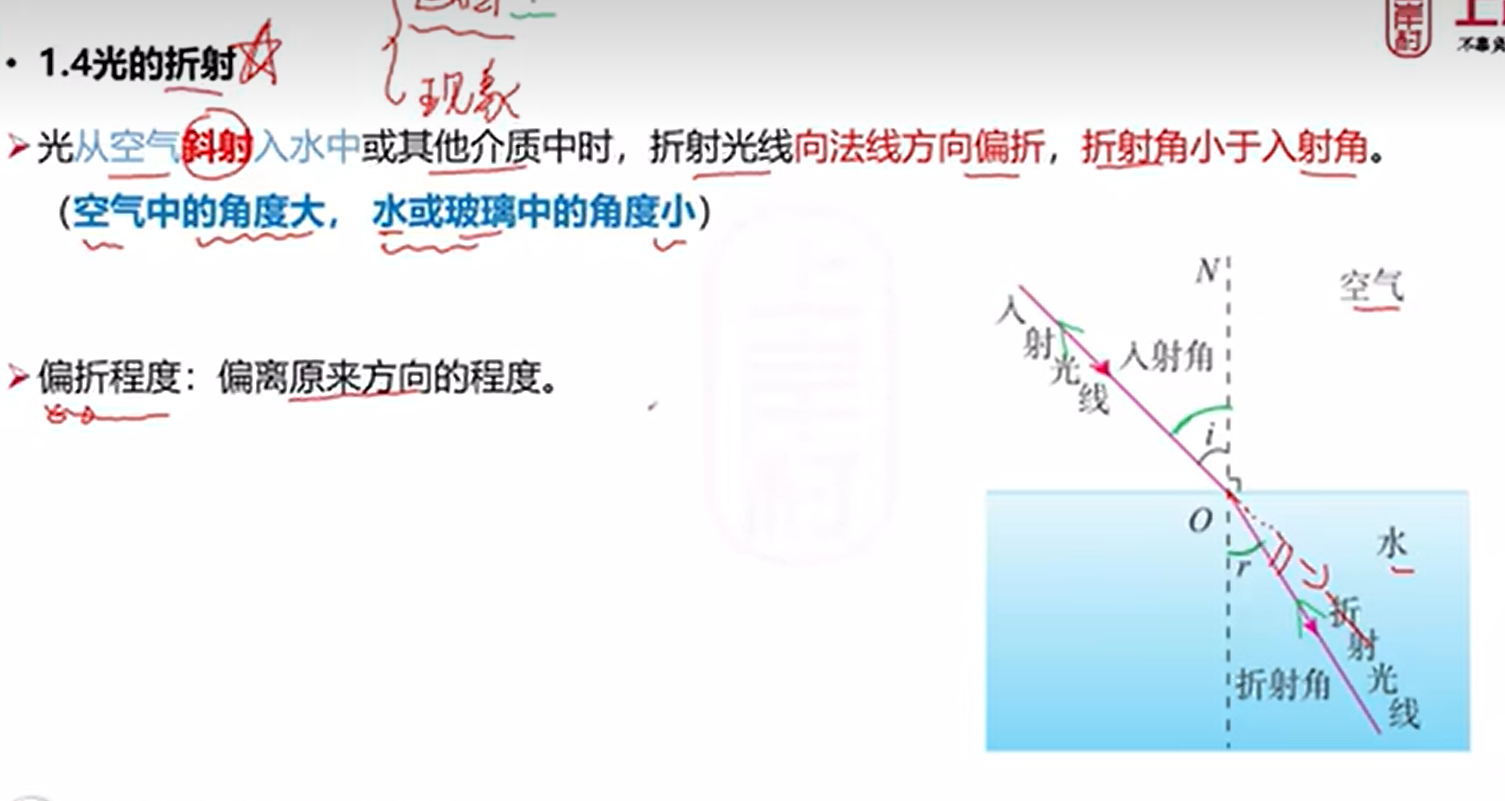 • 1.4光的折射
现象
➢ 光从空气斜射入水中或其他介质中时，折射光线向法线方向偏折，折射角小于入射角。
（空气中的角度大， 水或玻璃中的角度小）
➢ 偏折程度：偏离原来方向的程度。
N
空气
入射光线
入射角
i
O
水
r
折射光线
折射角